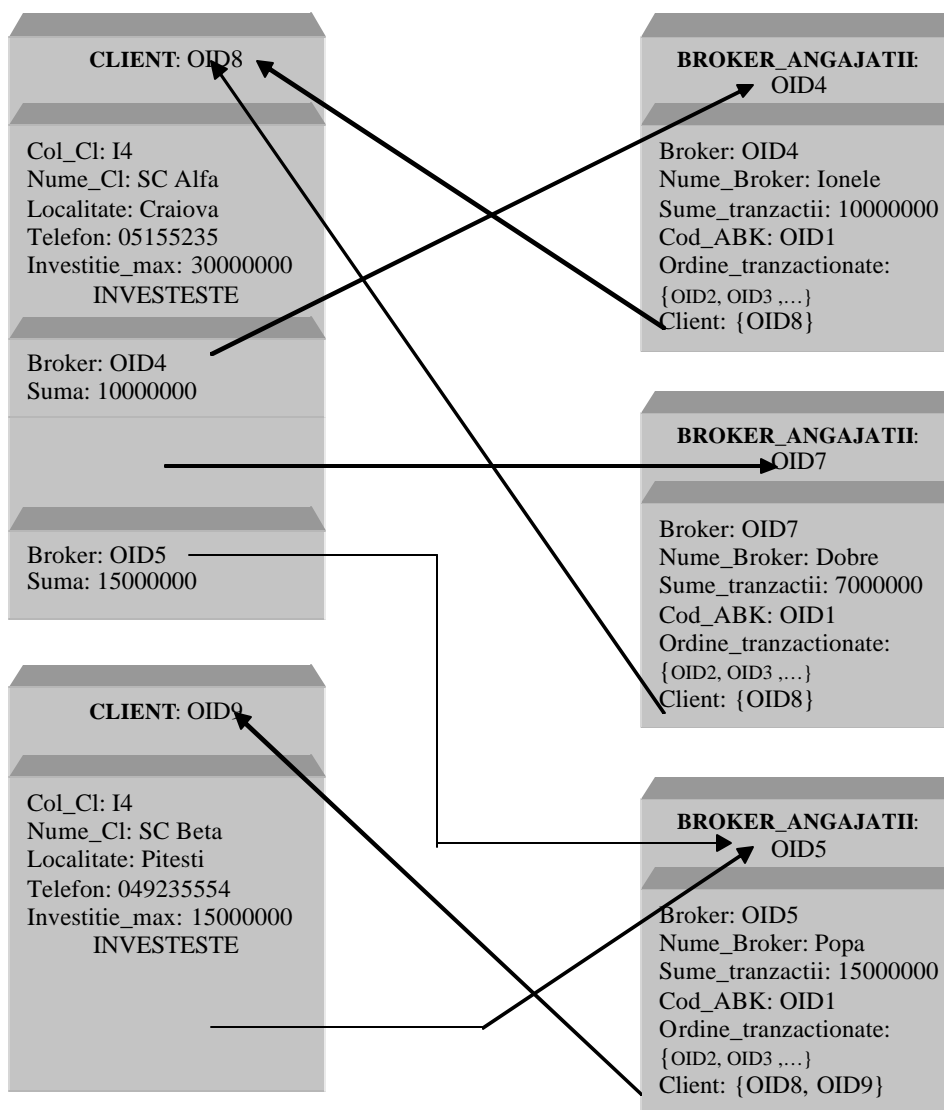 CLIENT: OID8
Col_Cl: I4
Nume_Cl: SC Alfa
Localitate: Craiova
Telefon: 05155235
Investitie_max: 30000000
INVESTESTE
Broker: OID4
Suma: 10000000
Broker: OID5
Suma: 15000000
CLIENT: OID9
Col_Cl: I4
Nume_Cl: SC Beta
Localitate: Pitesti
Telefon: 049235554
Investitie_max: 15000000
INVESTESTE
BROKER_ANGAJATII:
OID4
Broker: OID4
Nume_Broker: Ionele
Sume_tranzactii: 10000000
Cod_ABK: OID1
Ordine_tranzactionate:
{OID2, OID3 ,…}
Client: {OID8}
BROKER_ANGAJATII:
OID7
Broker: OID7
Nume_Broker: Dobre
Sume_tranzactii: 7000000
Cod_ABK: OID1
Ordine_tranzactionate:
{OID2, OID3 ,…}
Client: {OID8}
BROKER_ANGAJATII:
OID5
Broker: OID5
Nume_Broker: Popa
Sume_tranzactii: 15000000
Cod_ABK: OID1
Ordine_tranzactionate:
{OID2, OID3 ,…}
Client: {OID8, OID9}